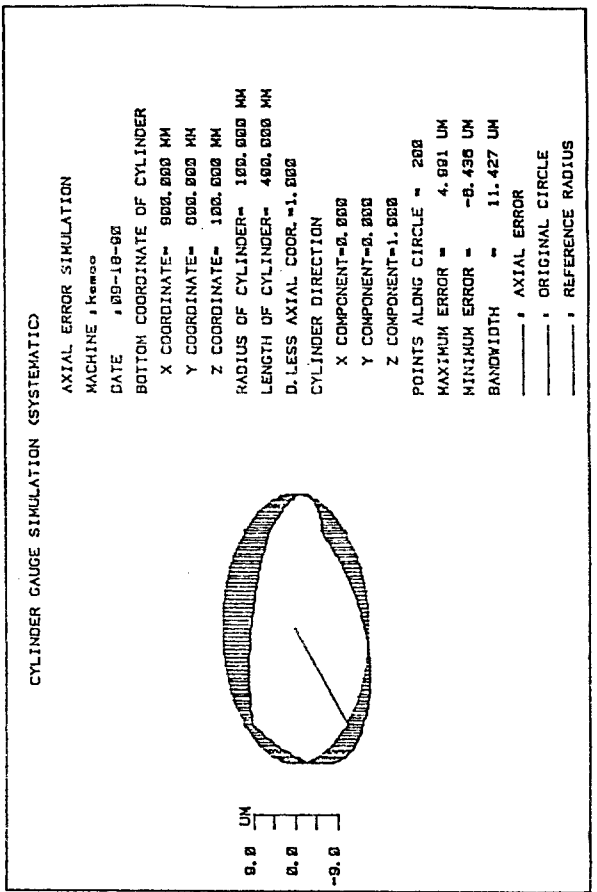 CYLINDER GAUGE SIMULATION (SYSTEMATIC)
AXIAL ERROR SIMULATION
MACHINE : kemco
DATE : 09-18-90
BOTTOM COORDINATE OF CYLINDER
X COORDINATE= 900.000 MM
Y COORDINATE= 600.000 MM
Z COORDINATE= 100.000 MM
RADIUS OF CYLINDER= 100.000 MM
LENGTH OF CYLINDER= 400.000 MM
D.LESS AXIAL COOR.=1.000
CYLINDER DIRECTION
X COMPONENT=0.000
Y COMPONENT=0.000
Z COMPONENT=1.000
POINTS ALONG CIRCLE = 200
MAXIMUM ERROR = 4.991 UM
MINIMUM ERROR = -6.436 UM
BANDWIDTH = 11.427 UM
: AXIAL ERROR
: ORIGINAL CIRCLE
: REFERENCE RADIUS
UM
9.0
0.0
-9.0